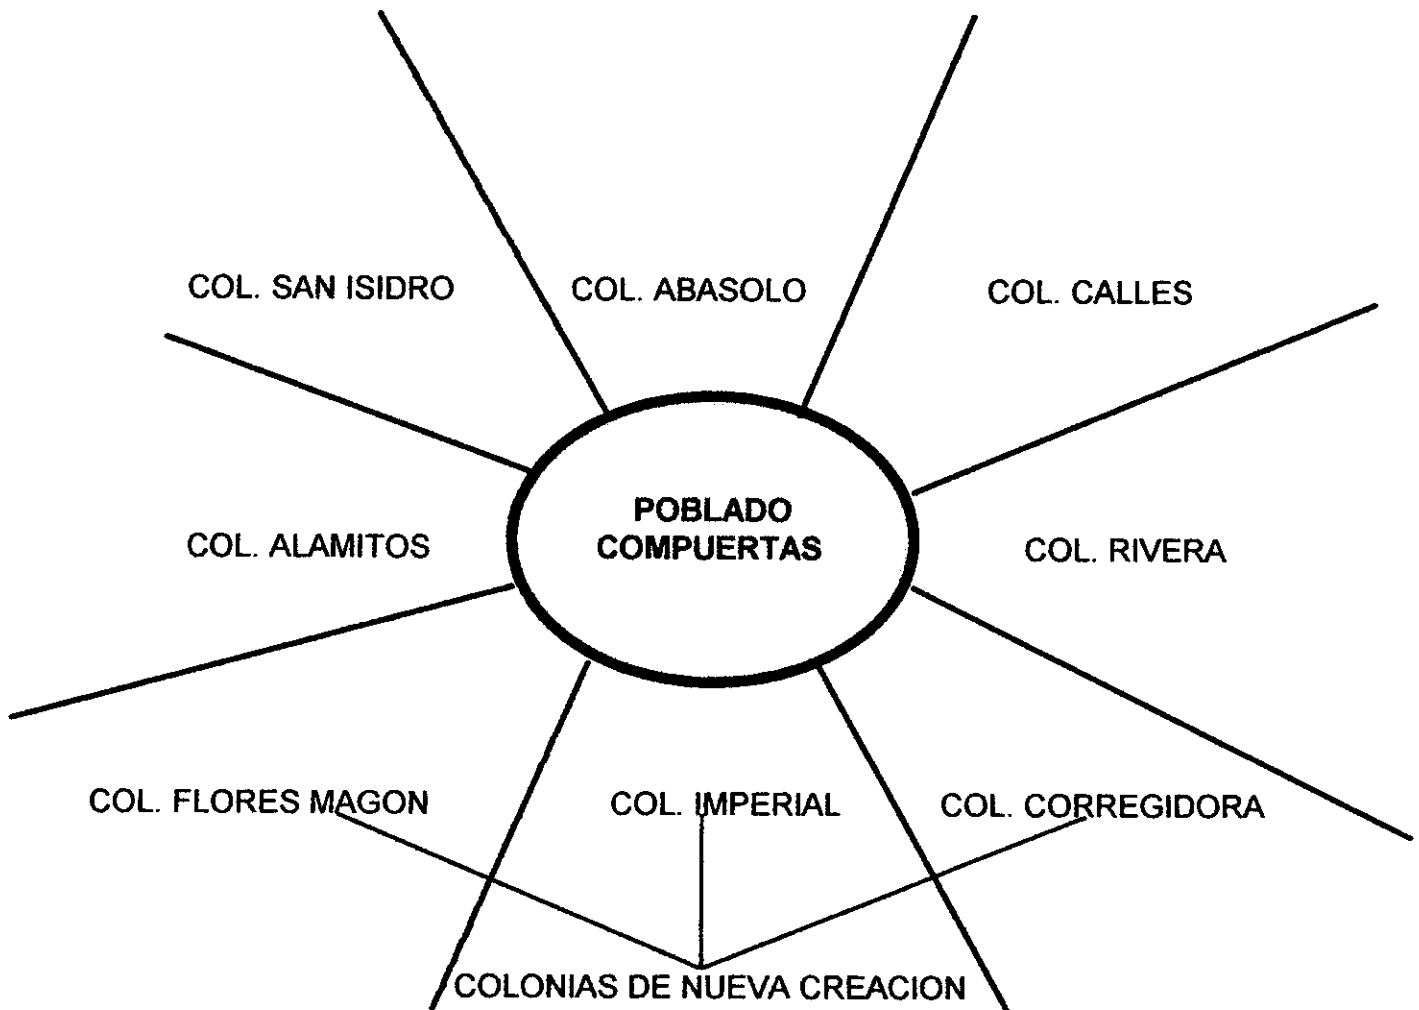 COL. SAN ISIDRO
COL. ABASOLO
COL. CALLES
POBLADO
COMPUERTAS
COL. ALAMITOS
COL. RIVERA
COL. FLORES MAGON
COL. IMPERIAL
COL. CORREGIDORA
COLONIAS DE NUEVA CREACION